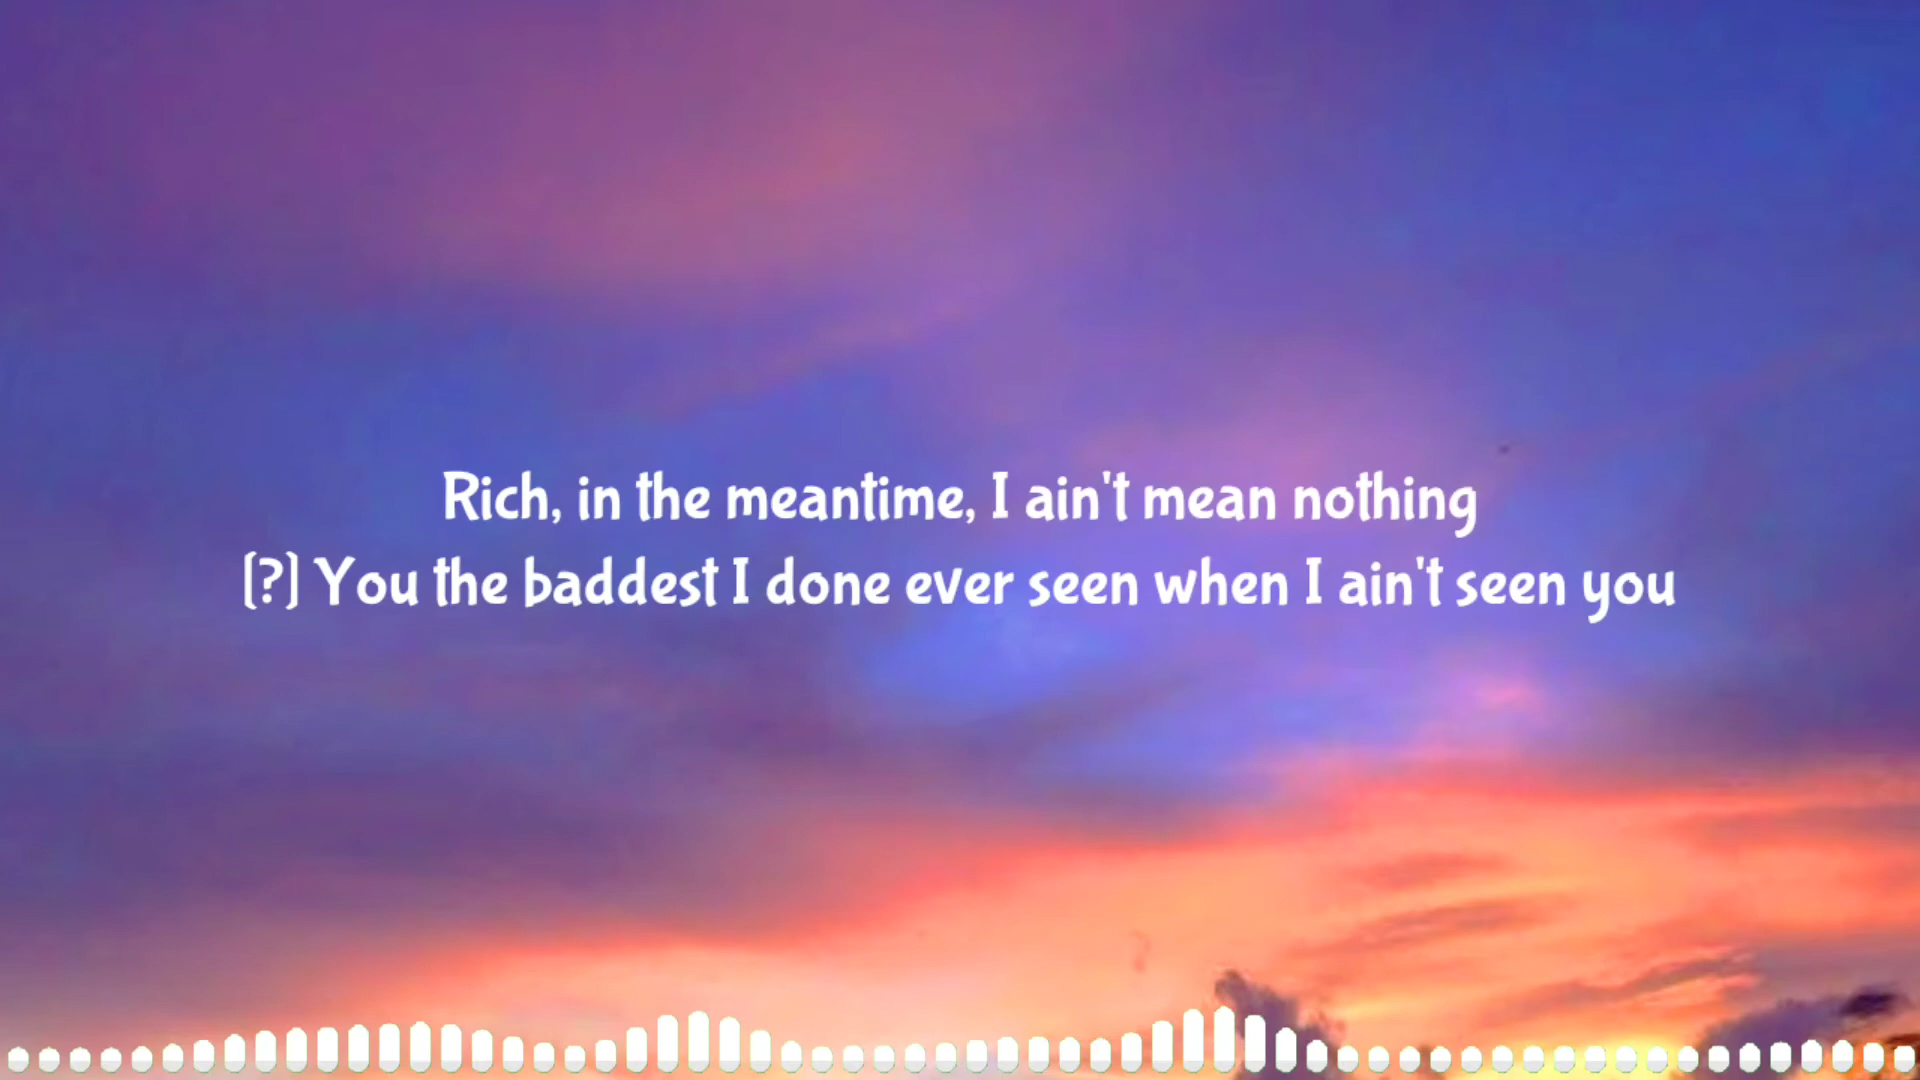 Rich, in the meantime, I ain't mean nothing
(?) You the baddest I done ever seen when I ain't seen you